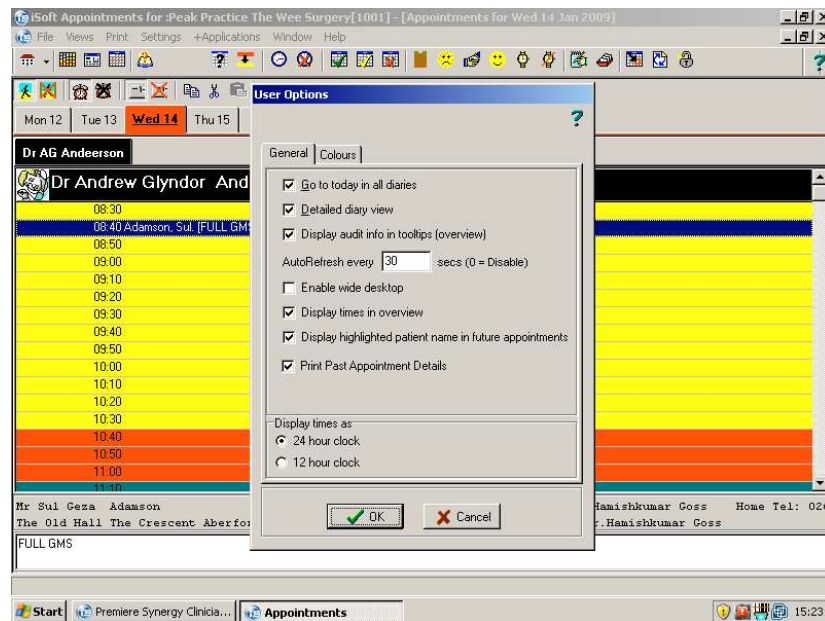 iSoft Appointments for :Peak Practice The Wee Surgery[1001] - [Appointments for Wed 14 Jan 2009]
File Views Print Settings +Applications Window Help
User Options
Mon 12 Tue 13 Wed 14 Thu 15
General Colours
Dr AG Andeerson
Dr Andrew Glyndor And
Go to today in all diaries
08:30
Detailed diary view
08:40 Adamson, Sul. [FULL GM
Display audit info in tooltips (overview)
08:50
09:00
AutoRefresh every 30 secs (0 = Disable)
09:10
Enable wide desktop
09:20
09:30
Display times in overview
09:40
Display highlighted patient name in future appointments
09:50
10:00
Print Past Appointment Details
10:10
10:20
10:30
Display times as
10:40
24 hour clock
10:50
12 hour clock
11:00
11:10
Mr Sul Geza Adamson
Hamishkumar Goss Home Tel: 02
The Old Hall The Crescent Aberfo
r.Hamishkumar Goss
OK Cancel
FULL GMS
Start Premiere Synergy Clinicia... Appointments 15:23